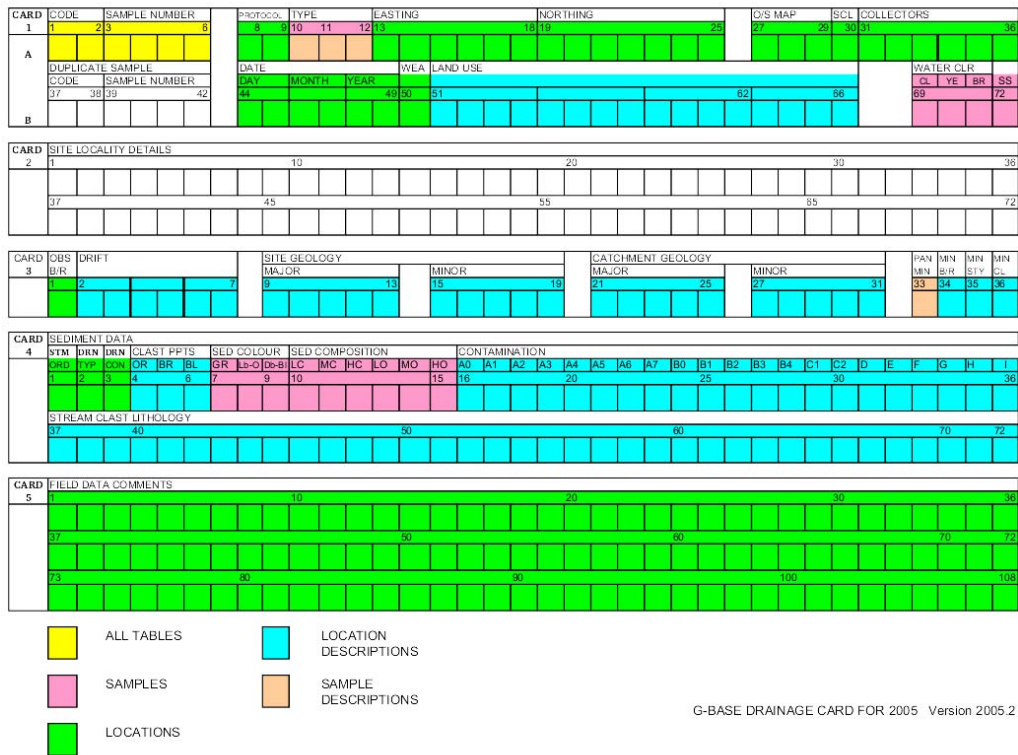 CARD CODE SAMPLE NUMBER PROTOCOL TYPE EASTING NORTHING O/S MAP SCL COLLECTORS
1 1 2 3 6 8 9 10 11 12 13 18 19 25 27 29 30 31 36
A
DUPLICATE SAMPLE DATE WEA LAND USE WATER CLR
CODE SAMPLE NUMBER DAY MONTH YEAR CL YE BR SS
37 38 39 42 44 49 50 51 62 66 69 72
B
CARD SITE LOCALITY DETAILS
2 1 10 20 30 36
37 45 55 65 72
CARD OBS DRIFT SITE GEOLOGY CATCHMENT GEOLOGY PAN MIN MIN MIN
3 B/R MAJOR MINOR MAJOR MINOR MIN B/R STY CL
1 2 7 9 13 15 19 21 25 27 31 33 34 35 36
CARD SEDIMENT DATA
4 STM DRN DRN CLAST PPTS SED COLOUR SED COMPOSITION CONTAMINATION
ORD TYP CON OR BR BL GR Lb-O Db-Bl LC MC HC LO MO HO A0 A1 A2 A3 A4 A5 A6 A7 B0 B1 B2 B3 B4 C1 C2 D E F G H I
1 2 3 4 6 7 9 10 15 16 20 25 30 36
STREAM CLAST LITHOLOGY
37 40 50 60 70 72
CARD FIELD DATA COMMENTS
5 1 10 20 30 36
37 50 60 70 72
73 80 90 100 108
ALL TABLES
LOCATION
DESCRIPTIONS
SAMPLES
SAMPLE
DESCRIPTIONS
LOCATIONS
G-BASE DRAINAGE CARD FOR 2005 Version 2005.2